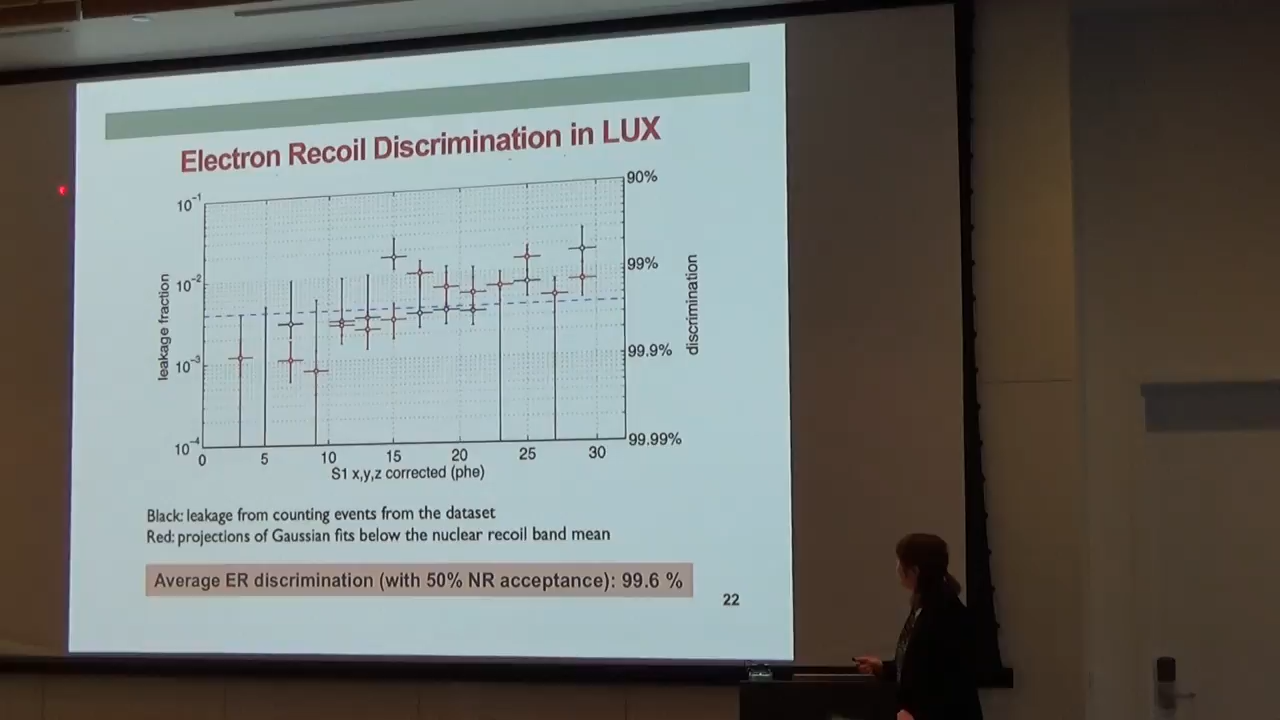 Electron Recoil Discrimination in LUX
10⁻¹
10⁻²
10⁻³
10⁻⁴
leakage fraction
90%
99%
99.9%
99.99%
discrimination
0 5 10 15 20 25 30
S1 x,y,z corrected (phe)
Black: leakage from counting events from the dataset
Red: projections of Gaussian fits below the nuclear recoil band mean
Average ER discrimination (with 50% NR acceptance): 99.6 %
22